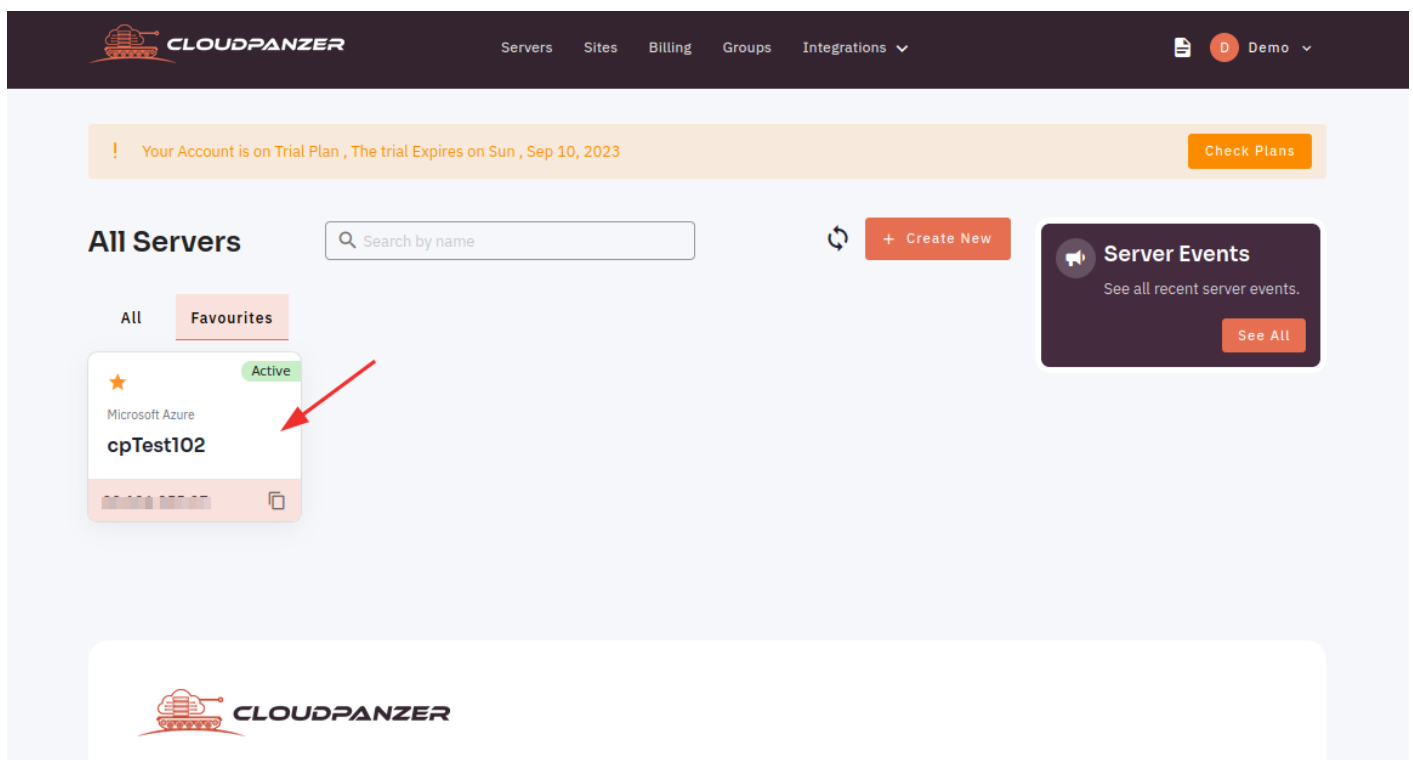 CLOUDPANZER
Servers Sites Billing Groups Integrations
D Demo
! Your Account is on Trial Plan , The trial Expires on Sun , Sep 10, 2023
Check Plans
All Servers
Search by name
+ Create New
Server Events
See all recent server events.
See All
All Favourites
Active
Microsoft Azure
cpTest102
CLOUDPANZER